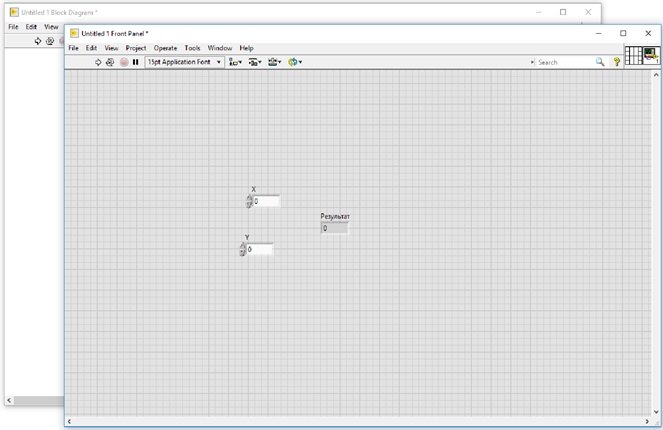 Untitled 1 Block Diagram *
File Edit View
Untitled 1 Front Panel *
File Edit View Project Operate Tools Window Help
15pt Application Font
Search
?
X
0
Результат
0
Y
0